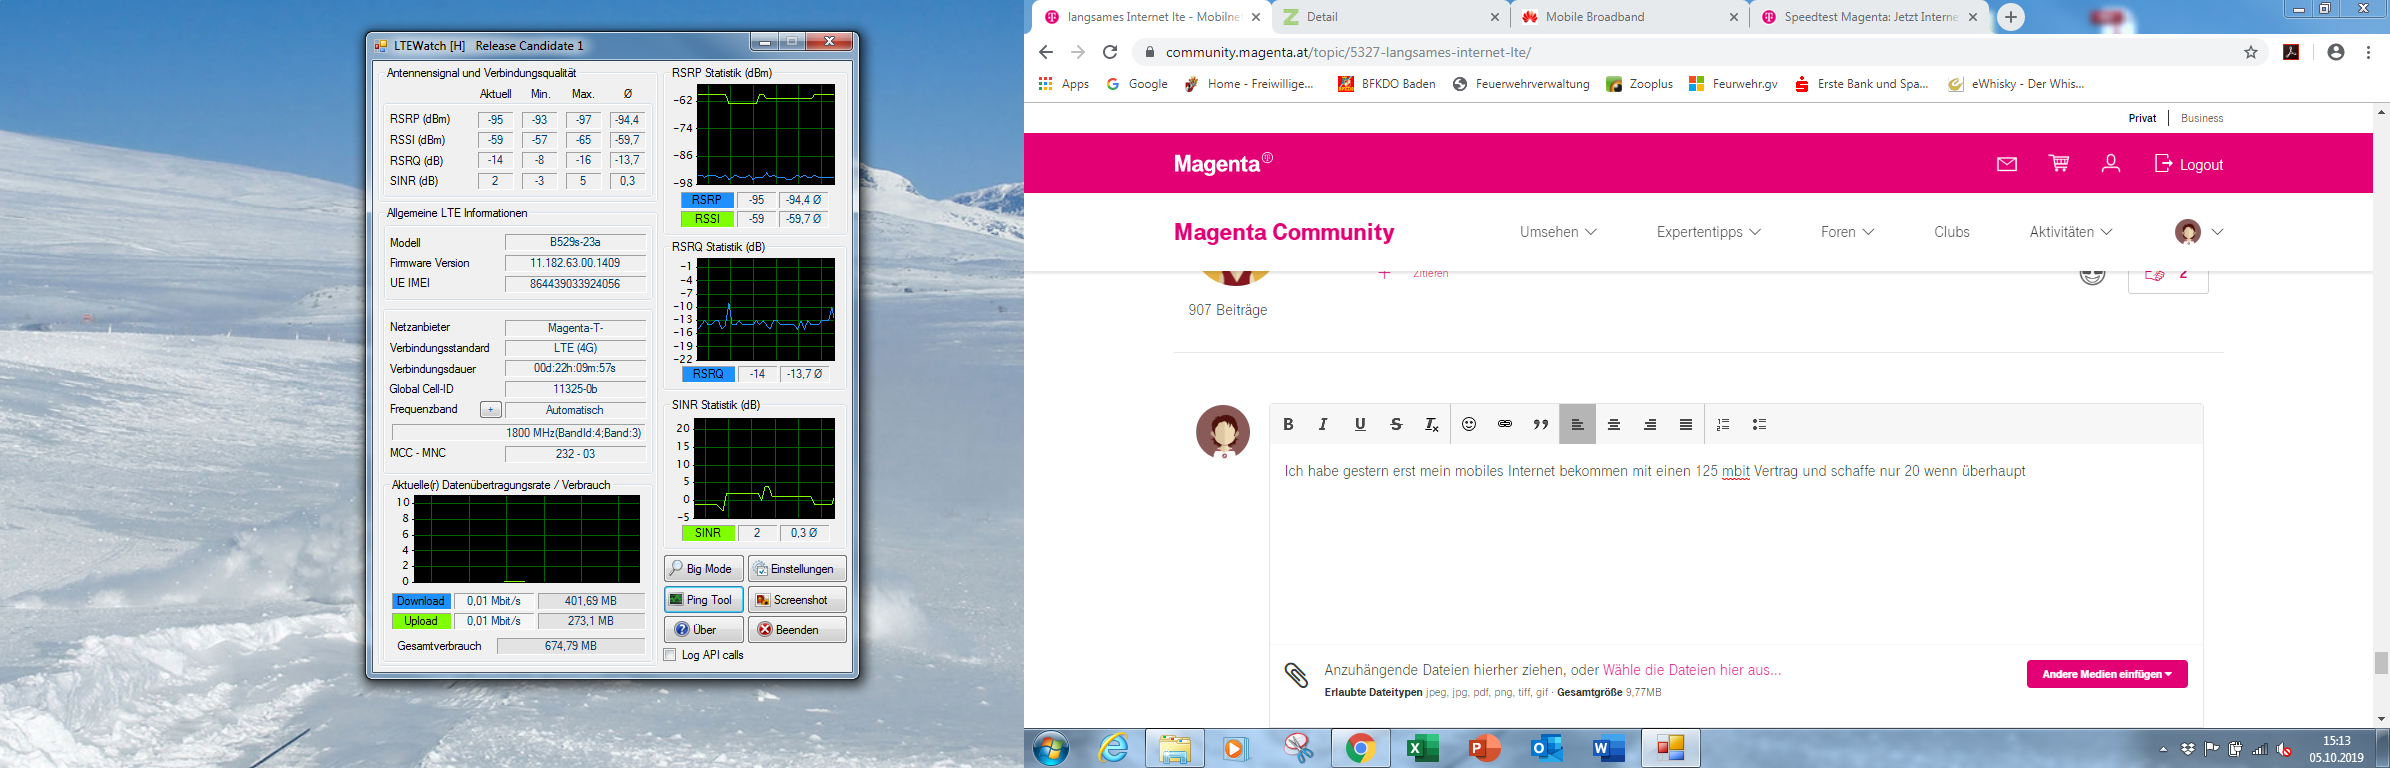 LTEWatch [H] Release Candidate 1
Antennensignal und Verbindungsqualität
Aktuell Min. Max. Ø
RSRP (dBm) -95 -93 -97 -94,4
RSSI (dBm) -59 -57 -65 -59,7
RSRQ (dB) -14 -8 -16 -13,7
SINR (dB) 2 -3 5 0,3
Allgemeine LTE Informationen
Modell B529s-23a
Firmware Version 11.182.63.00.1409
UE IMEI 864439033924056
Netzanbieter Magenta-T-
Verbindungsstandard LTE (4G)
Verbindungsdauer 00d:22h:09m:57s
Global Cell-ID 11325-0b
Frequenzband + Automatisch
1800 MHz(BandId:4;Band:3)
MCC - MNC 232 - 03
Aktuelle(r) Datenübertragungsrate / Verbrauch
10
8
6
4
2
0
Download 0,01 Mbit/s 401,69 MB
Upload 0,01 Mbit/s 273,1 MB
Gesamtverbrauch 674,79 MB
RSRP Statistik (dBm)
-62
-74
-86
-98
RSRP -95 -94,4 Ø
RSSI -59 -59,7 Ø
RSRQ Statistik (dB)
-1
-4
-7
-10
-13
-16
-19
-22
RSRQ -14 -13,7 Ø
SINR Statistik (dB)
20
15
10
5
0
-5
SINR 2 0,3 Ø
Big Mode Einstellungen
Ping Tool Screenshot
Über Beenden
Log API calls
langsames Internet lte - Mobilne Detail Mobile Broadband Speedtest Magenta: Jetzt Interne
community.magenta.at/topic/5327-langsames-internet-lte/
Apps Google Home - Freiwillige... BFKDO Baden Feuerwehrverwaltung Zooplus Feurwehr.gv Erste Bank und Spa... eWhisky - Der Whis...
Privat Business
Magenta Logout
Magenta Community Umsehen Expertentipps Foren Clubs Aktivitäten
Zitieren 2
907 Beiträge
Ich habe gestern erst mein mobiles Internet bekommen mit einen 125 mbit Vertrag und schaffe nur 20 wenn überhaupt
Anzuhängende Dateien hierher ziehen, oder Wähle die Dateien hier aus...
Erlaubte Dateitypen jpeg, jpg, pdf, png, tiff, gif · Gesamtgröße 9,77MB
Andere Medien einfügen
15:13
05.10.2019